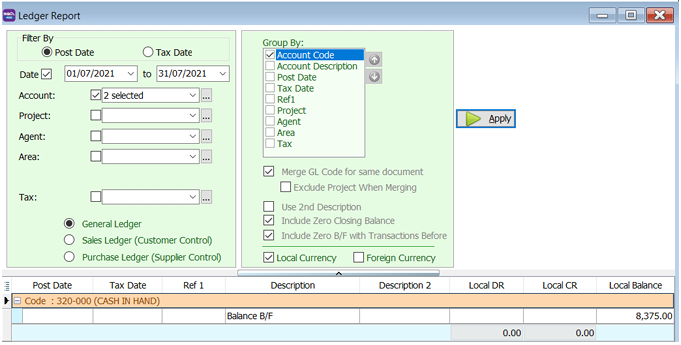 Ledger Report
Filter By
Post Date Tax Date
Date 01/07/2021 to 31/07/2021
Account: 2 selected ...
Project: ...
Agent: ...
Area: ...
Tax: ...
General Ledger
Sales Ledger (Customer Control)
Purchase Ledger (Supplier Control)
Group By:
Account Code
Account Description
Post Date
Tax Date
Ref1
Project
Agent
Area
Tax
Merge GL Code for same document
Exclude Project When Merging
Use 2nd Description
Include Zero Closing Balance
Include Zero B/F with Transactions Before
Local Currency Foreign Currency
Apply
Post Date Tax Date Ref 1 Description Description 2 Local DR Local CR Local Balance
Code : 320-000 (CASH IN HAND)
Balance B/F 8,375.00
0.00 0.00